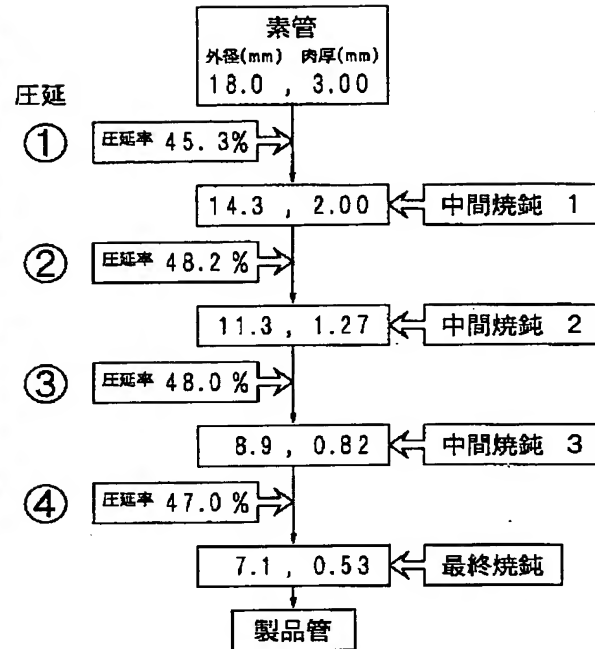 素管
外径(mm) 肉厚(mm)
18.0 , 3.00
圧延
① 圧延率 45.3%
14.3 , 2.00 中間焼鈍 1
② 圧延率 48.2%
11.3 , 1.27 中間焼鈍 2
③ 圧延率 48.0%
8.9 , 0.82 中間焼鈍 3
④ 圧延率 47.0%
7.1 , 0.53 最終焼鈍
製品管